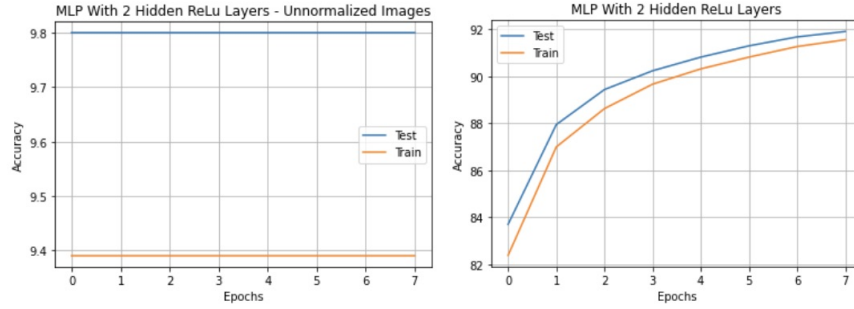 MLP With 2 Hidden ReLu Layers - Unnormalized Images
9.8
9.7
9.6
9.5
9.4
Accuracy
Test
Train
0 1 2 3 4 5 6 7
Epochs
MLP With 2 Hidden ReLu Layers
92
90
88
86
84
82
Accuracy
Test
Train
0 1 2 3 4 5 6 7
Epochs